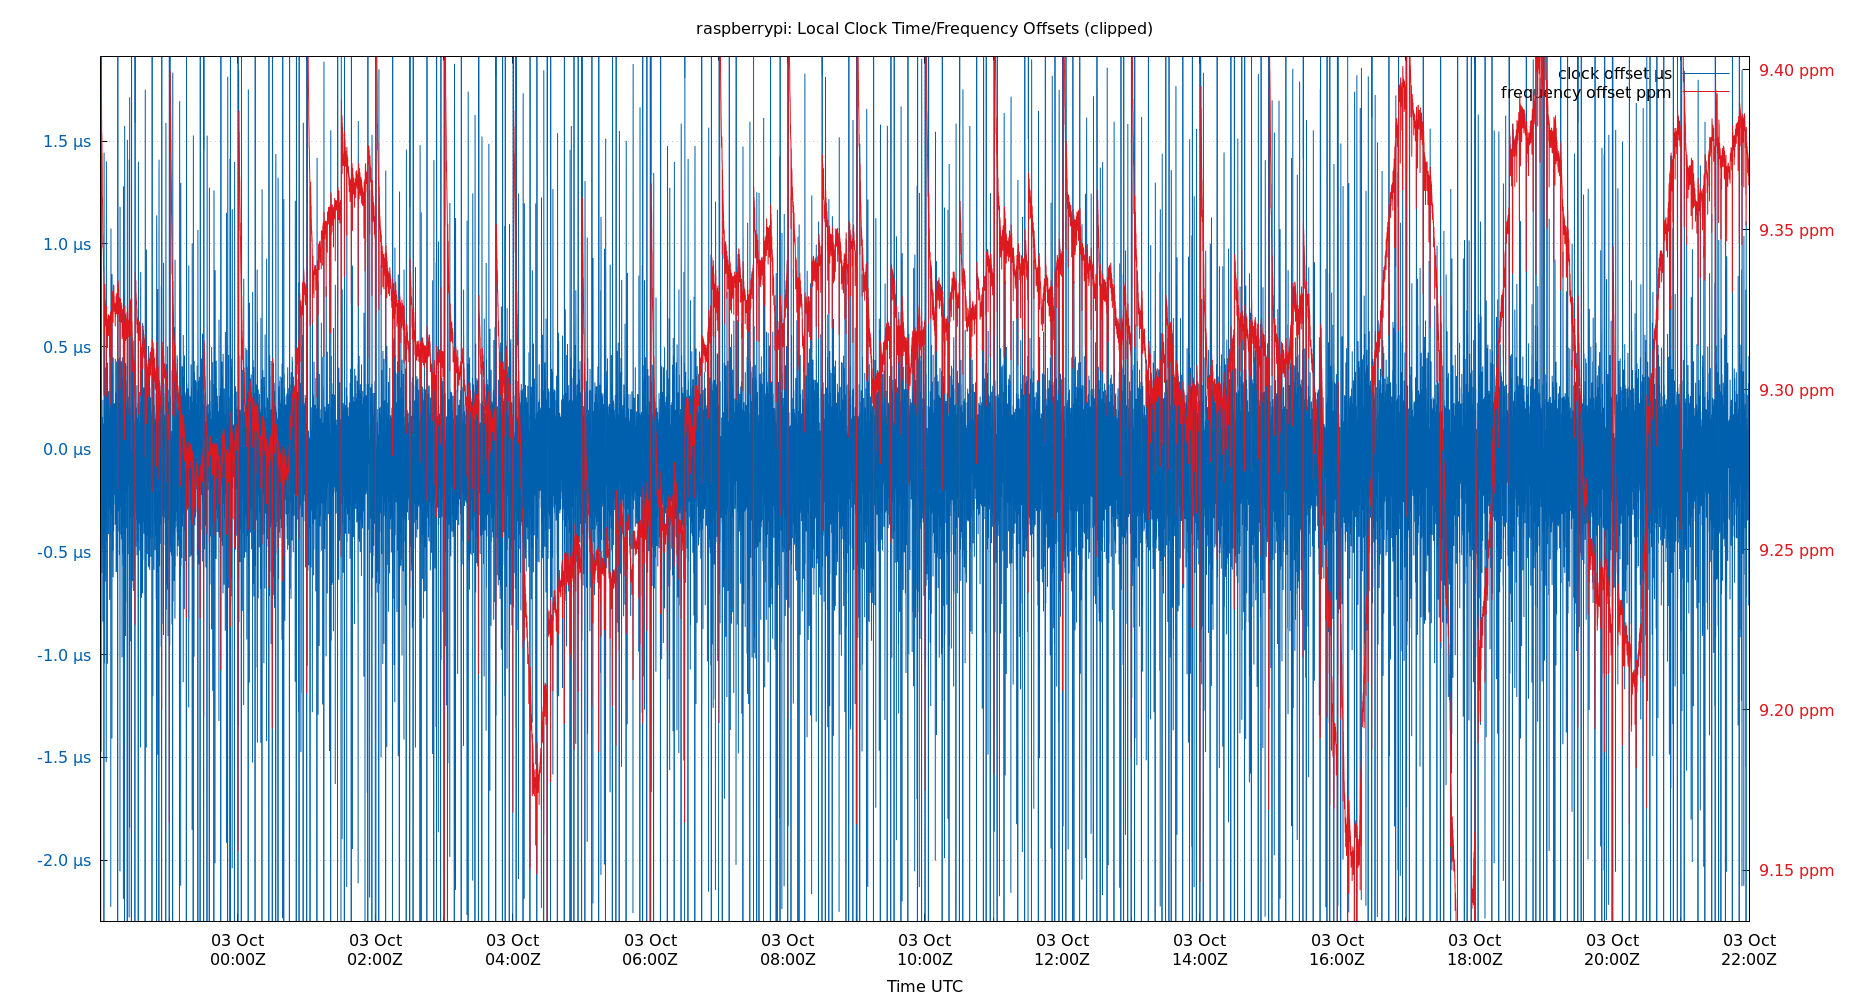 raspberrypi: Local Clock Time/Frequency Offsets (clipped)
clock offset µs
frequency offset ppm
1.5 µs
1.0 µs
0.5 µs
0.0 µs
-0.5 µs
-1.0 µs
-1.5 µs
-2.0 µs
9.40 ppm
9.35 ppm
9.30 ppm
9.25 ppm
9.20 ppm
9.15 ppm
03 Oct 03 Oct 03 Oct 03 Oct 03 Oct 03 Oct 03 Oct 03 Oct 03 Oct 03 Oct 03 Oct 03 Oct
00:00Z 02:00Z 04:00Z 06:00Z 08:00Z 10:00Z 12:00Z 14:00Z 16:00Z 18:00Z 20:00Z 22:00Z
Time UTC